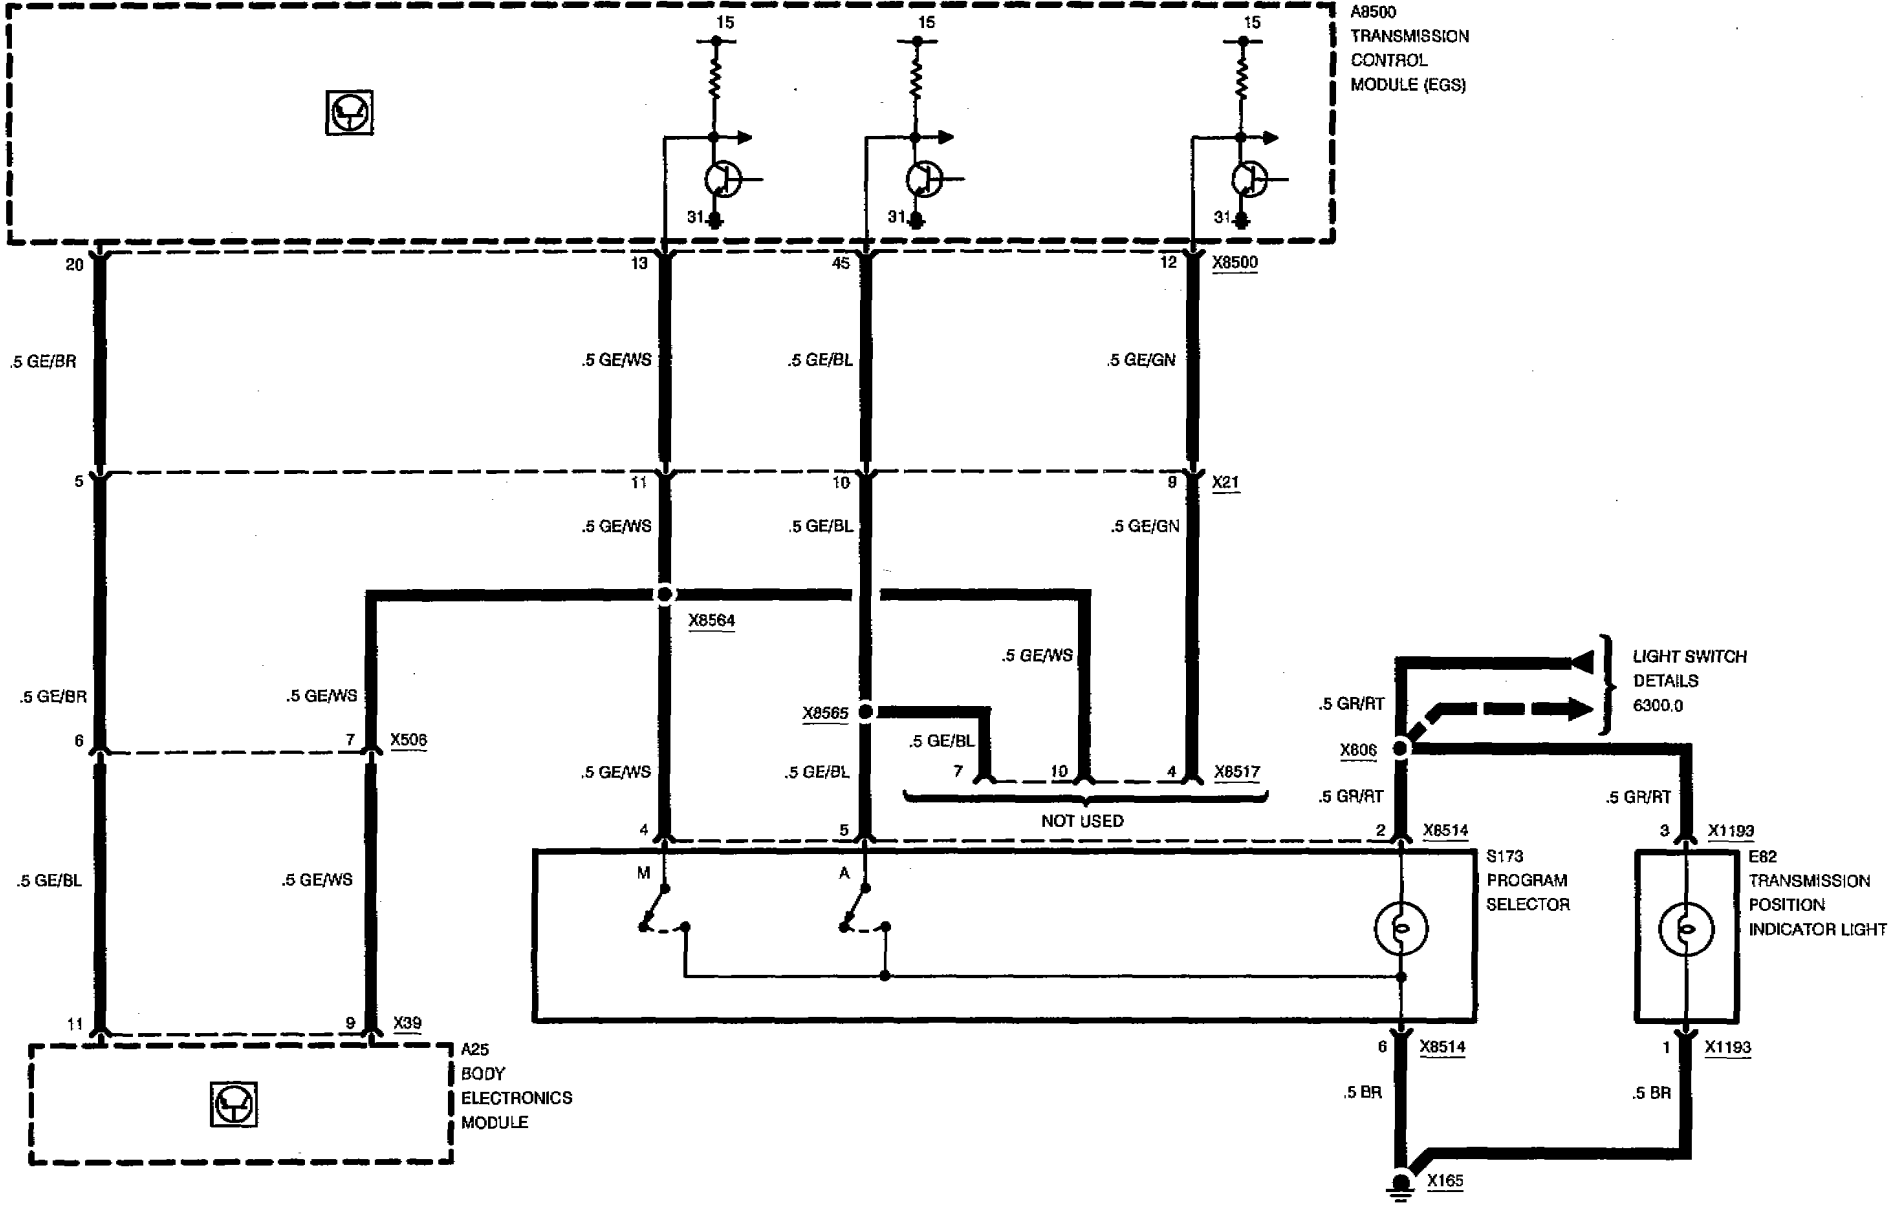 15
15
15
A8500
TRANSMISSION
CONTROL
MODULE (EGS)
31
31
31
20
13
45
12
X8500
.5 GE/BR
.5 GE/WS
.5 GE/BL
.5 GE/GN
5
11
10
9
X21
.5 GE/WS
.5 GE/BL
.5 GE/GN
X8564
.5 GE/WS
LIGHT SWITCH
DETAILS
6300.0
.5 GE/BR
.5 GE/WS
.5 GR/RT
X8565
.5 GE/BL
6
7
X506
X806
.5 GE/WS
.5 GE/BL
7
10
4
X8517
.5 GR/RT
.5 GR/RT
NOT USED
4
5
2
X8514
3
X1193
M
A
S173
PROGRAM
SELECTOR
E82
TRANSMISSION
POSITION
INDICATOR LIGHT
.5 GE/BL
.5 GE/WS
11
9
X39
A25
BODY
ELECTRONICS
MODULE
6
X8514
1
X1193
.5 BR
.5 BR
X165